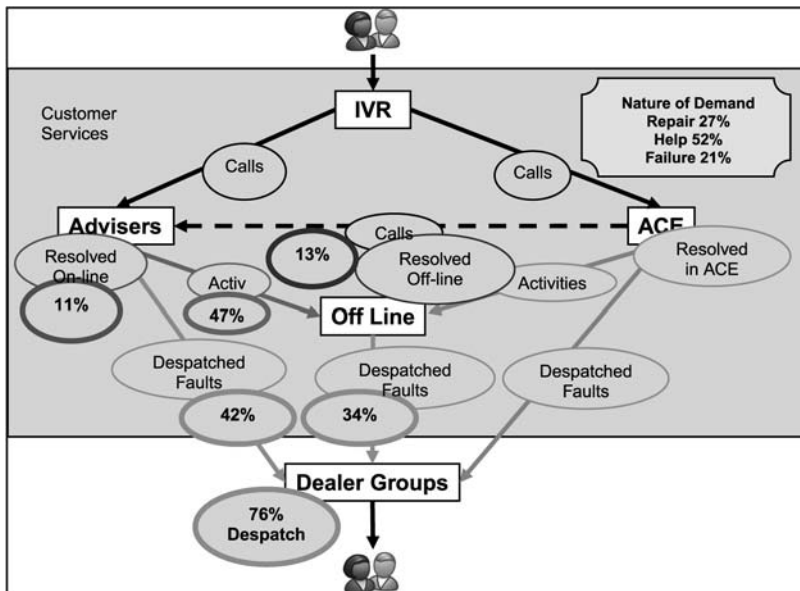 Customer
Services
IVR
Nature of Demand
Repair 27%
Help 52%
Failure 21%
Calls
Calls
Advisers
ACE
Calls
13%
Resolved
On-line
Resolved
Off-line
Resolved
in ACE
11%
Activ
47%
Activities
Off Line
Despatched
Faults
Despatched
Faults
Despatched
Faults
42%
34%
Dealer Groups
76%
Despatch